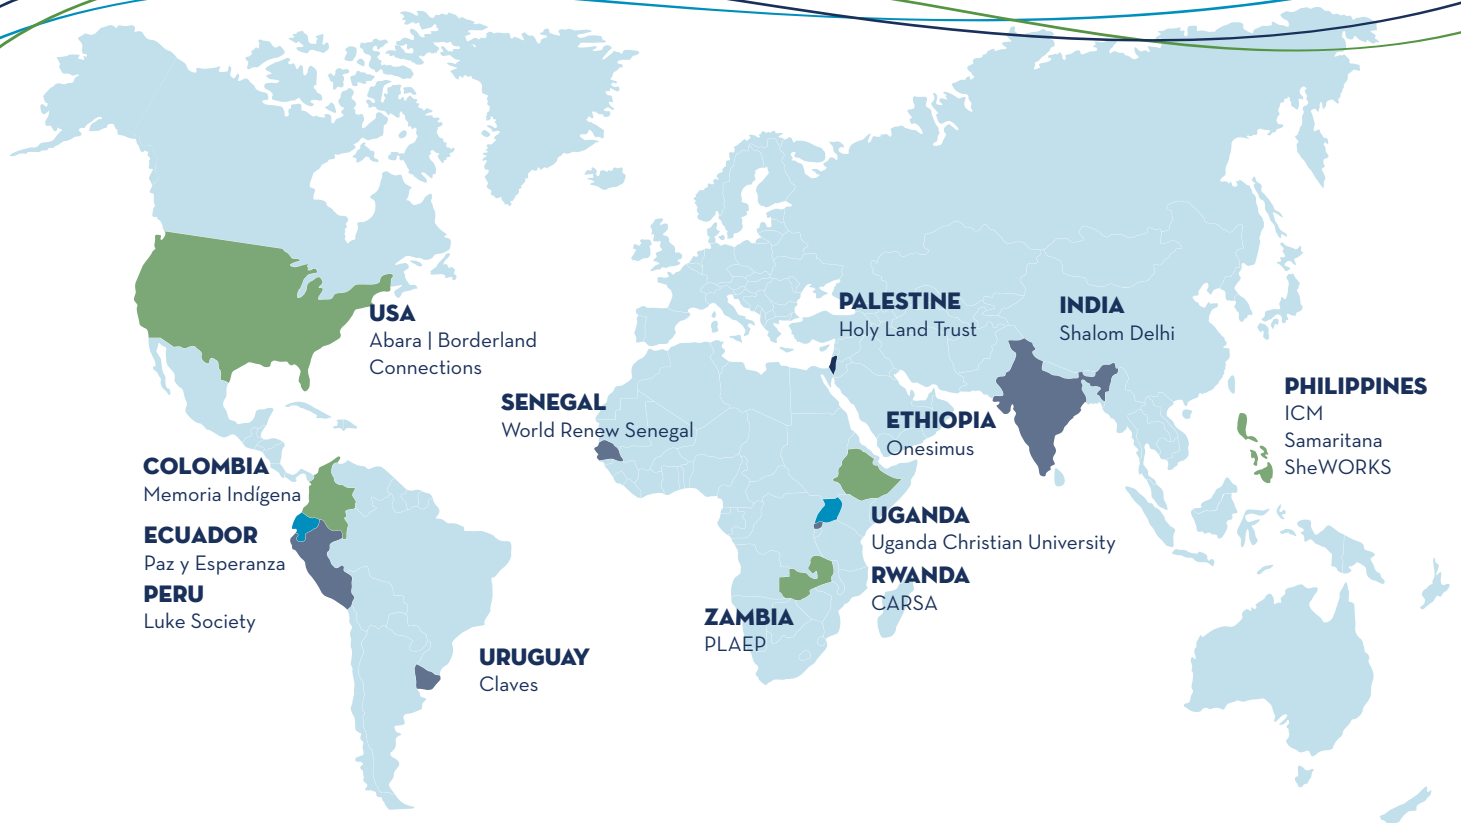 USA
Abara | Borderland
Connections
PALESTINE
Holy Land Trust
INDIA
Shalom Delhi
SENEGAL
World Renew Senegal
ETHIOPIA
Onesimus
PHILIPPINES
ICM
Samaritana
SheWORKS
COLOMBIA
Memoria Indígena
ECUADOR
Paz y Esperanza
PERU
Luke Society
UGANDA
Uganda Christian University
RWANDA
CARSA
ZAMBIA
PLAEP
URUGUAY
Claves